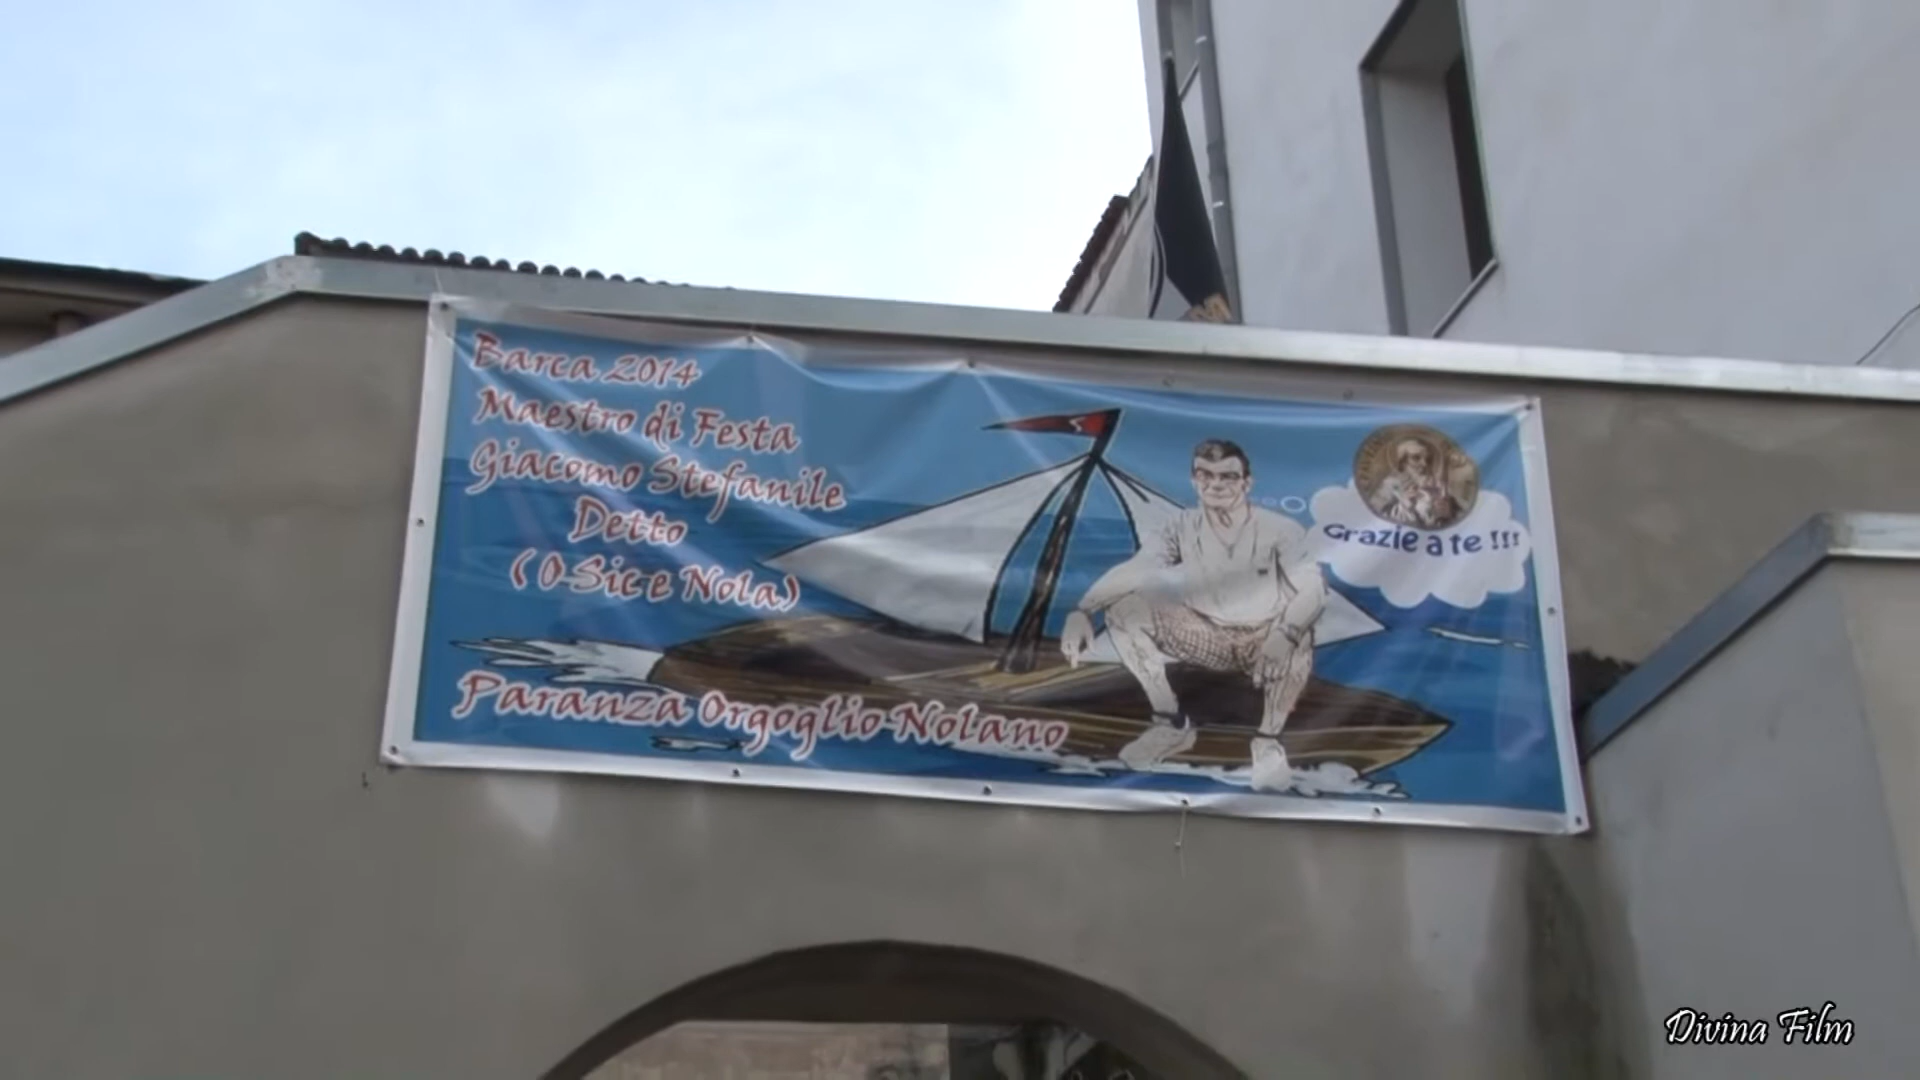 Barca 2014
Maestro di Festa
Giacomo Stefanile
Detto
(O Sic e Nola)
Paranza Orgoglio Nolano
Grazie a te !!!
Divina Film